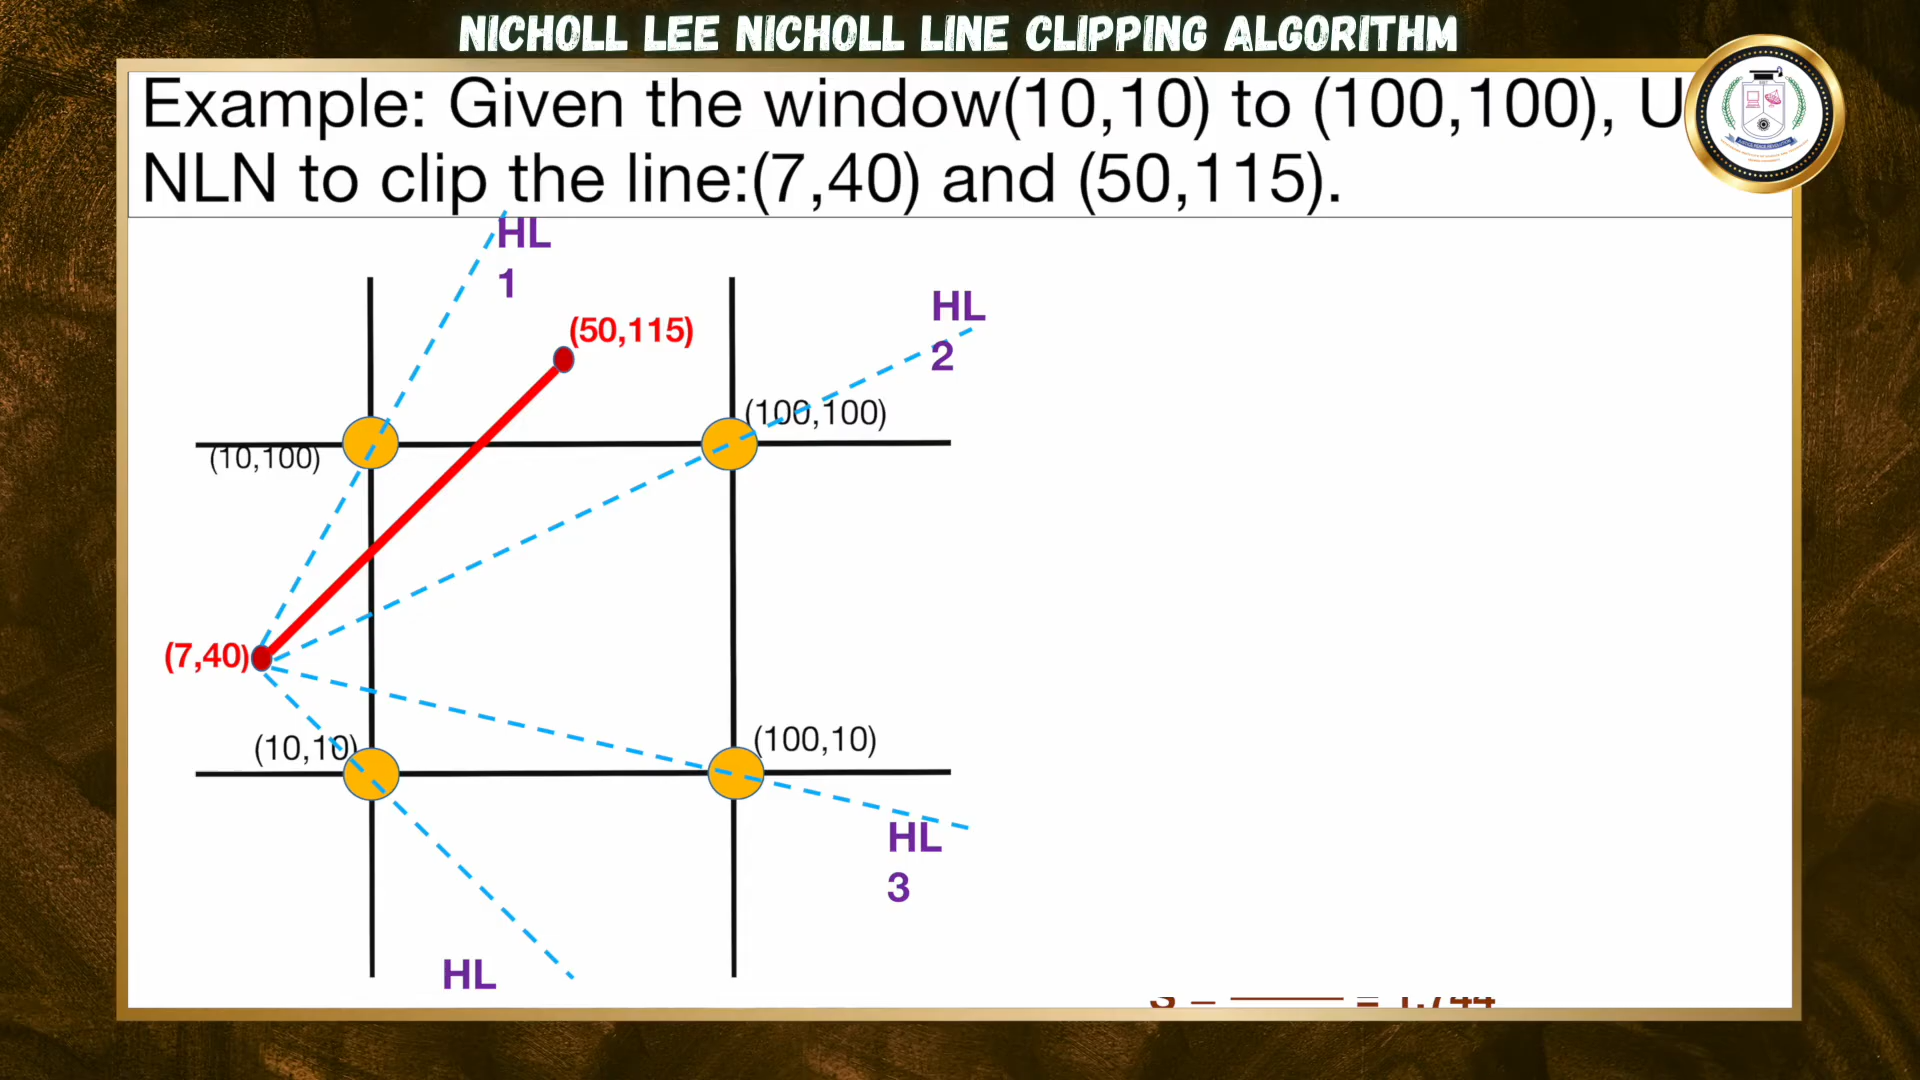 NICHOLL LEE NICHOLL LINE CLIPPING ALGORITHM
Example: Given the window(10,10) to (100,100), U
NLN to clip the line:(7,40) and (50,115).
HL
1
HL
2
(50,115)
(100,100)
(10,100)
(7,40)
(10,10)
(100,10)
HL
3
HL
S = = 1.744